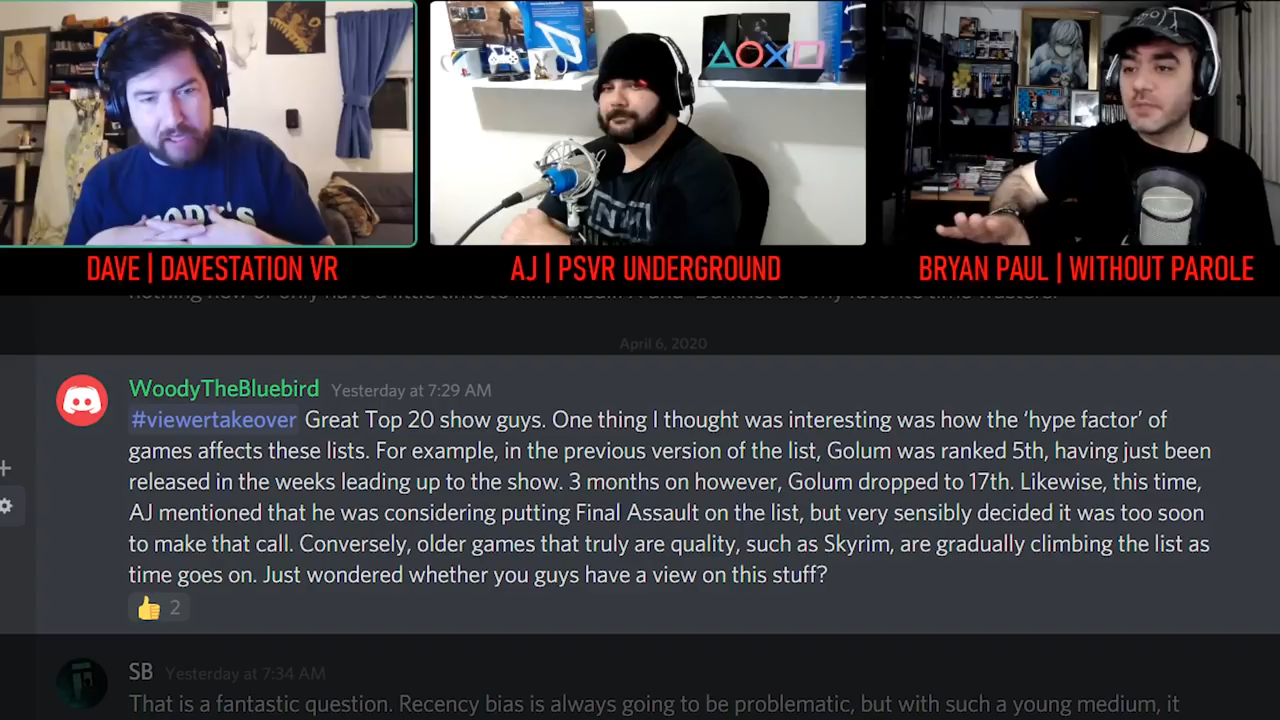 DAVE | DAVESTATION VR
AJ | PSVR UNDERGROUND
BRYAN PAUL | WITHOUT PAROLE
April 6, 2020
WoodyTheBluebird Yesterday at 7:29 AM
#viewertakeover Great Top 20 show guys. One thing I thought was interesting was how the ‘hype factor’ of
games affects these lists. For example, in the previous version of the list, Golum was ranked 5th, having just been
released in the weeks leading up to the show. 3 months on however, Golum dropped to 17th. Likewise, this time,
AJ mentioned that he was considering putting Final Assault on the list, but very sensibly decided it was too soon
to make that call. Conversely, older games that truly are quality, such as Skyrim, are gradually climbing the list as
time goes on. Just wondered whether you guys have a view on this stuff?
👍 2
SB Yesterday at 7:34 AM
That is a fantastic question. Recency bias is always going to be problematic, but with such a young medium, it